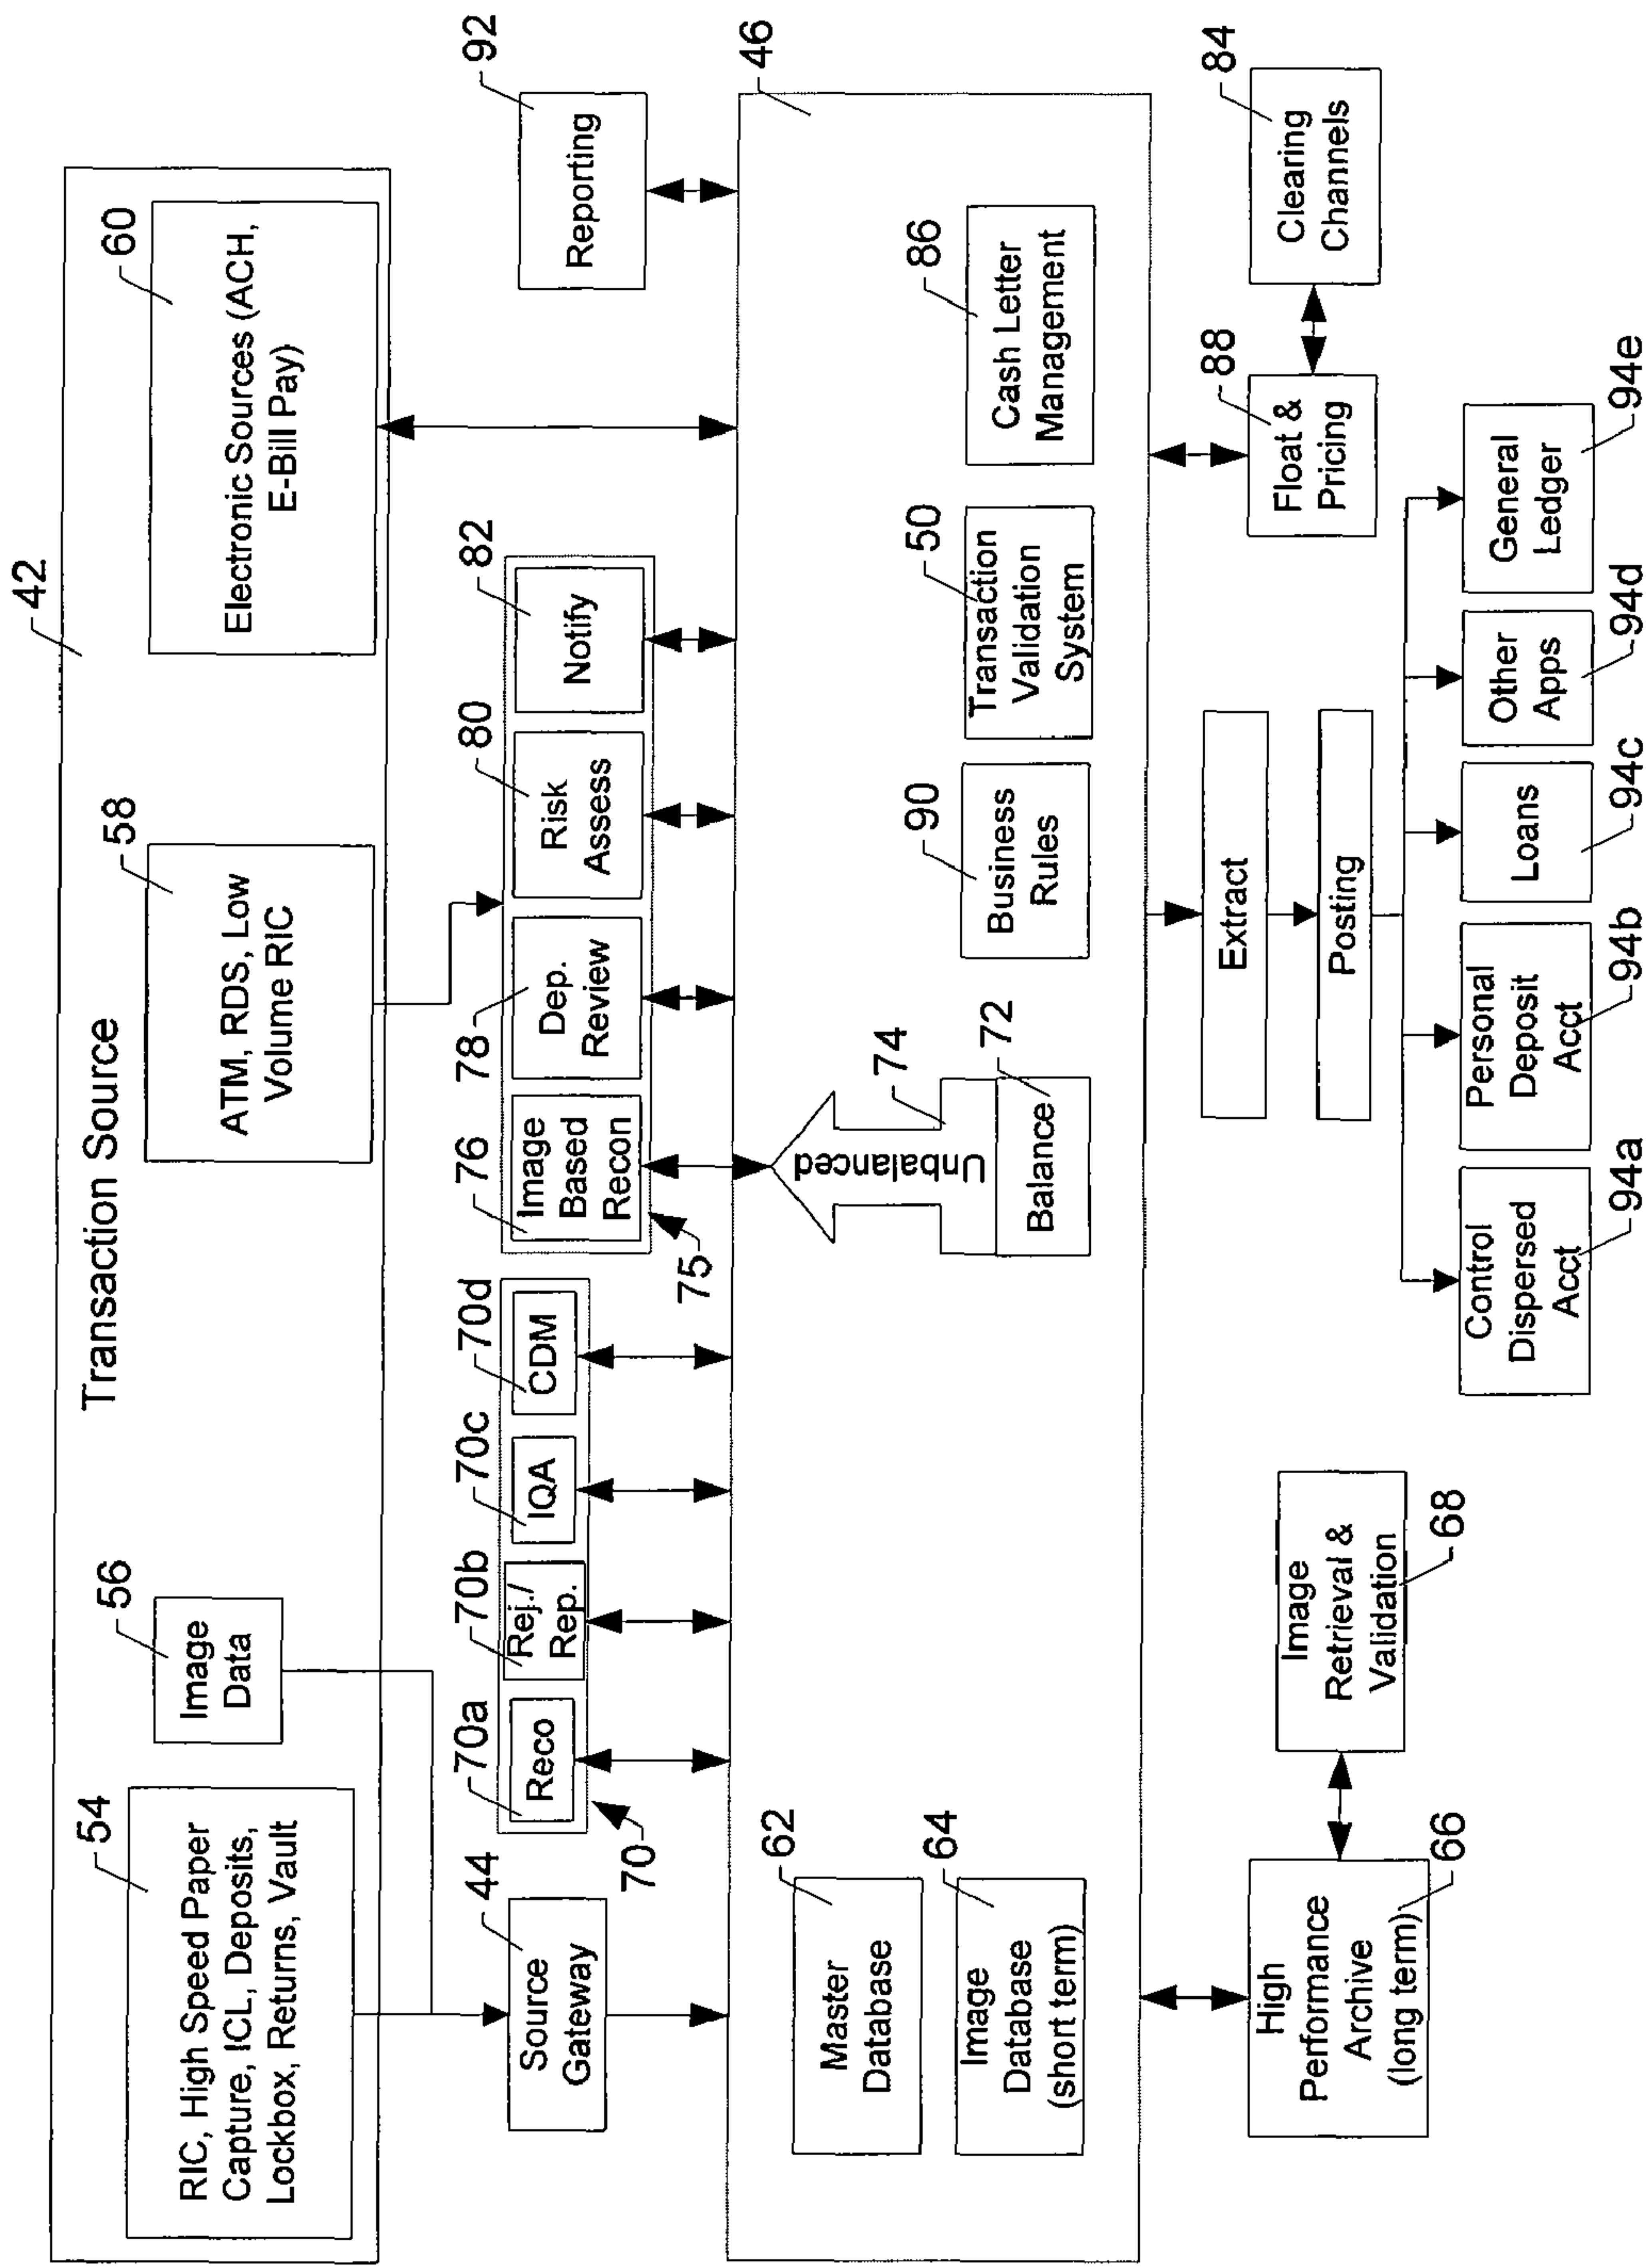 42
Transaction Source
54
RIC, High Speed Paper
Capture, ICL, Deposits,
Lockbox, Returns, Vault
56
Image
Data
58
ATM, RDS, Low
Volume RIC
60
Electronic Sources (ACH,
E-Bill Pay)
44
Source
Gateway
70
70a
Reco
70b
Rej./
Rep.
70c
IQA
70d
CDM
75
76
Image
Based
Recon
78
Dep.
Review
80
Risk
Assess
82
Notify
92
Reporting
46
62
Master
Database
64
Image
Database
(short term)
74
Unbalanced
72
Balance
90
Business
Rules
50
Transaction
Validation
System
86
Cash Letter
Management
66
High
Performance
Archive
(long term)
68
Image
Retrieval &
Validation
Extract
Posting
88
Float &
Pricing
84
Clearing
Channels
Control
Dispersed
Acct
94a
Personal
Deposit
Acct
94b
Loans
94c
Other
Apps
94d
General
Ledger
94e